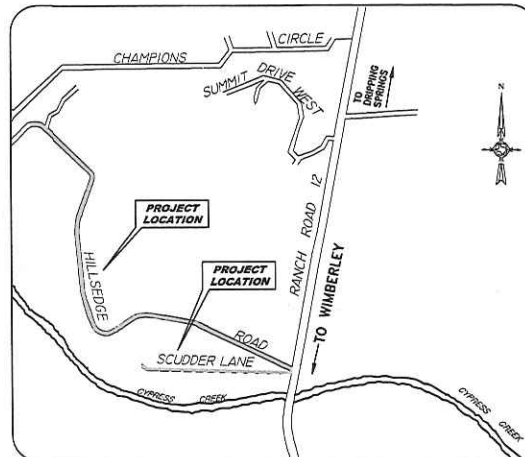 CHAMPIONS CIRCLE
SUMMIT DRIVE WEST
TO
DRIPPING
SPRINGS
N
PROJECT
LOCATION
PROJECT
LOCATION
HILLSEDGE ROAD
RANCH ROAD 12
TO WIMBERLEY
SCUDDER LANE
CYPRESS CREEK
CYPRESS CREEK